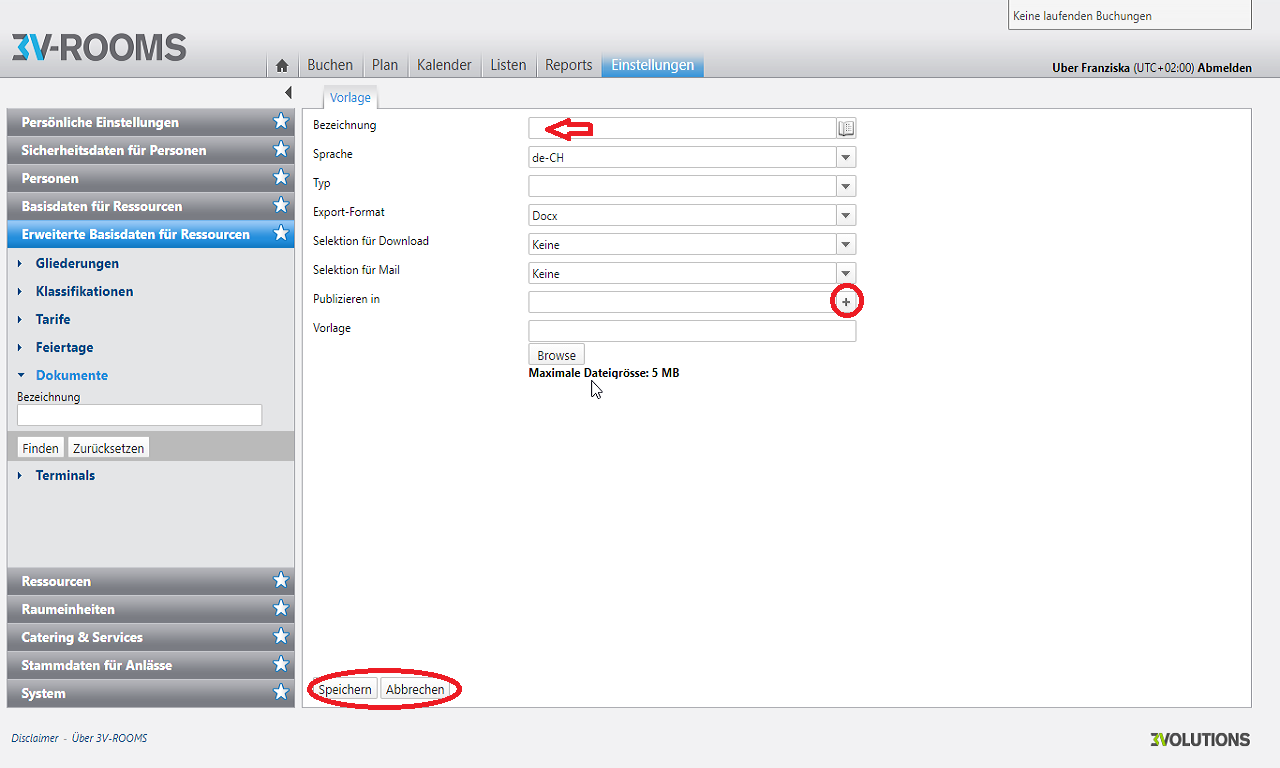 Keine laufenden Buchungen
3V-ROOMS
Buchen Plan Kalender Listen Reports Einstellungen
Uber Franziska (UTC+02:00) Abmelden
Persönliche Einstellungen
Sicherheitsdaten für Personen
Personen
Basisdaten für Ressourcen
Erweiterte Basisdaten für Ressourcen
Gliederungen
Klassifikationen
Tarife
Feiertage
Dokumente
Bezeichnung
Finden Zurücksetzen
Terminals
Ressourcen
Raumeinheiten
Catering & Services
Stammdaten für Anlässe
System
Vorlage
Bezeichnung
Sprache de-CH
Typ
Export-Format Docx
Selektion für Download Keine
Selektion für Mail Keine
Publizieren in +
Vorlage
Browse
Maximale Dateigrösse: 5 MB
Speichern Abbrechen
Disclaimer - Über 3V-ROOMS
3VOLUTIONS